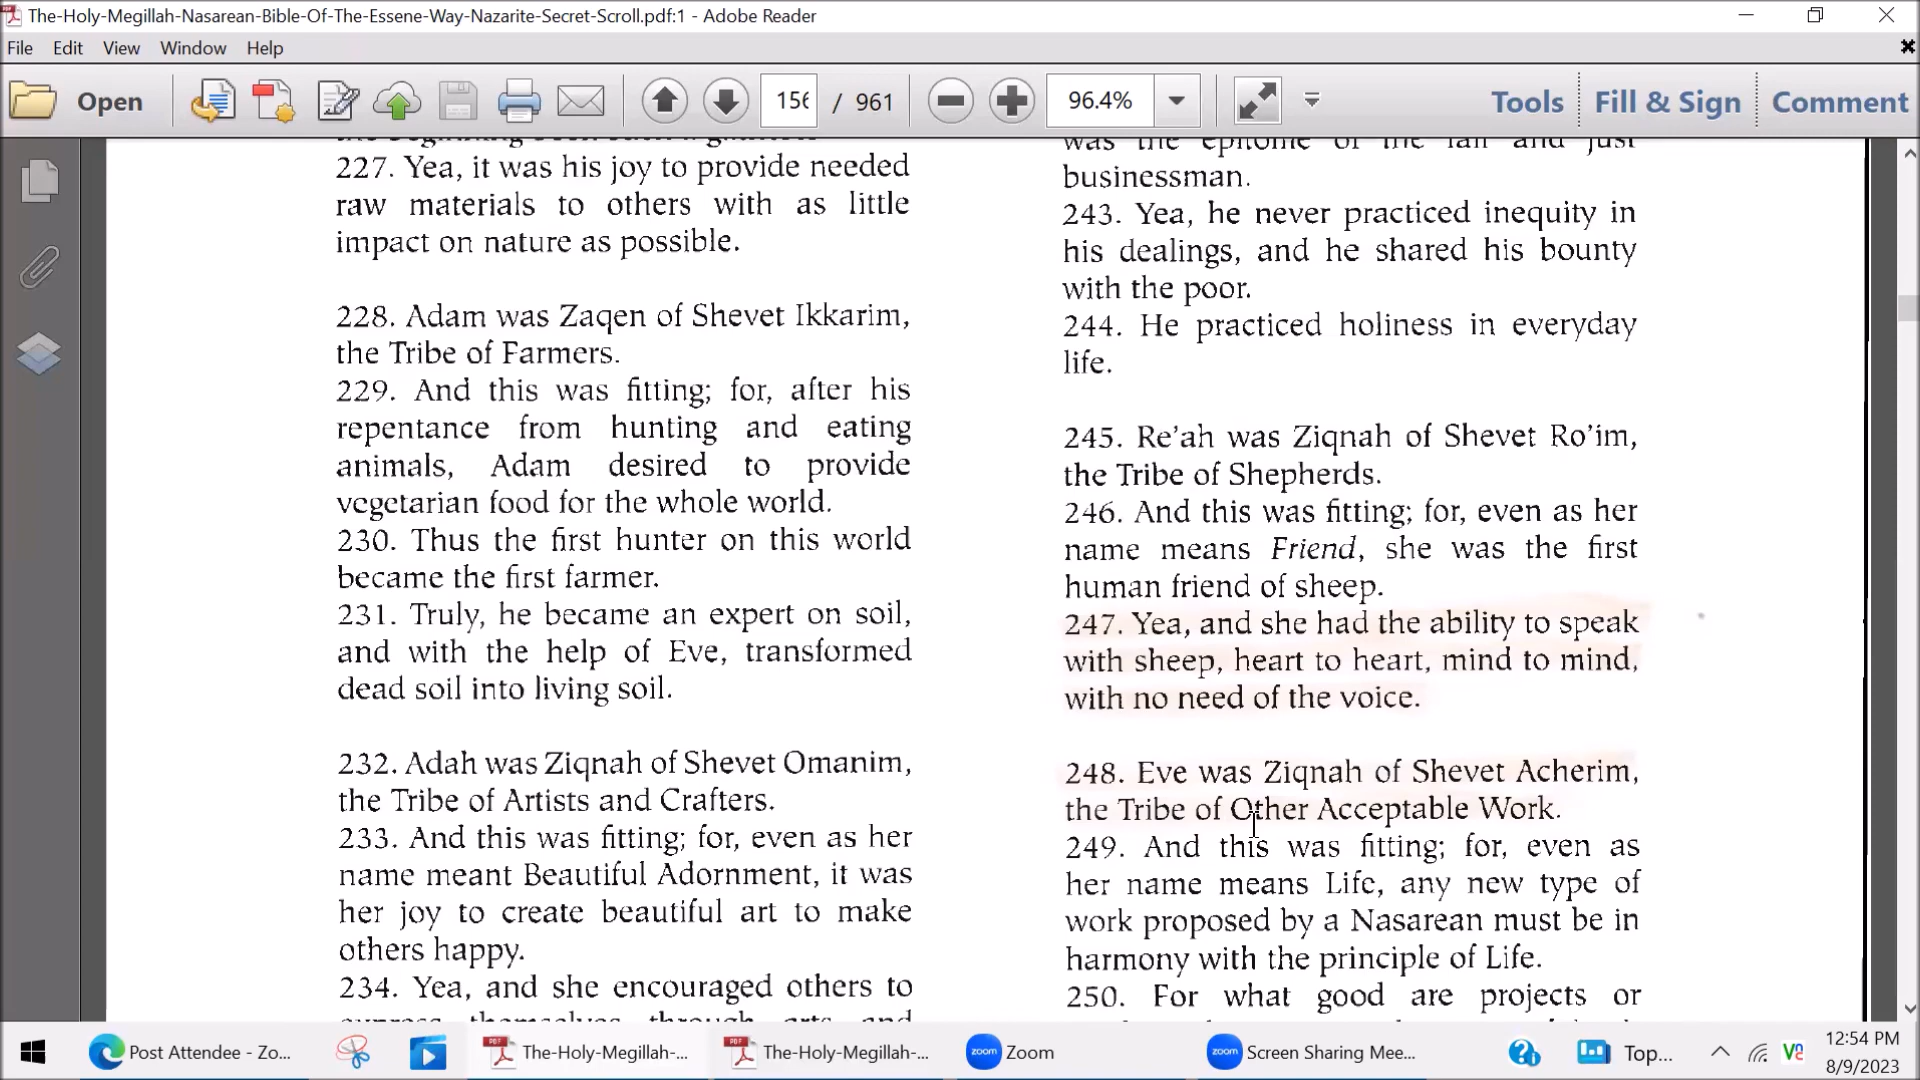 The-Holy-Megillah-Nasarean-Bible-Of-The-Essene-Way-Nazarite-Secret-Scroll.pdf:1 - Adobe Reader
File Edit View Window Help
Open
156 / 961
96.4%
Tools Fill & Sign Comment
227. Yea, it was his joy to provide needed
raw materials to others with as little
impact on nature as possible.
228. Adam was Zaqen of Shevet Ikkarim,
the Tribe of Farmers.
229. And this was fitting; for, after his
repentance from hunting and eating
animals, Adam desired to provide
vegetarian food for the whole world.
230. Thus the first hunter on this world
became the first farmer.
231. Truly, he became an expert on soil,
and with the help of Eve, transformed
dead soil into living soil.
232. Adah was Ziqnah of Shevet Omanim,
the Tribe of Artists and Crafters.
233. And this was fitting; for, even as her
name meant Beautiful Adornment, it was
her joy to create beautiful art to make
others happy.
234. Yea, and she encouraged others to
express themselves through arts and
was the epitome of the fair and just
businessman.
243. Yea, he never practiced inequity in
his dealings, and he shared his bounty
with the poor.
244. He practiced holiness in everyday
life.
245. Re'ah was Ziqnah of Shevet Ro'im,
the Tribe of Shepherds.
246. And this was fitting; for, even as her
name means Friend, she was the first
human friend of sheep.
247. Yea, and she had the ability to speak
with sheep, heart to heart, mind to mind,
with no need of the voice.
248. Eve was Ziqnah of Shevet Acherim,
the Tribe of Other Acceptable Work.
249. And this was fitting; for, even as
her name means Life, any new type of
work proposed by a Nasarean must be in
harmony with the principle of Life.
250. For what good are projects or
Post Attendee - Zo...
The-Holy-Megillah-...
The-Holy-Megillah-...
Zoom
Screen Sharing Mee...
Top...
12:54 PM
8/9/2023